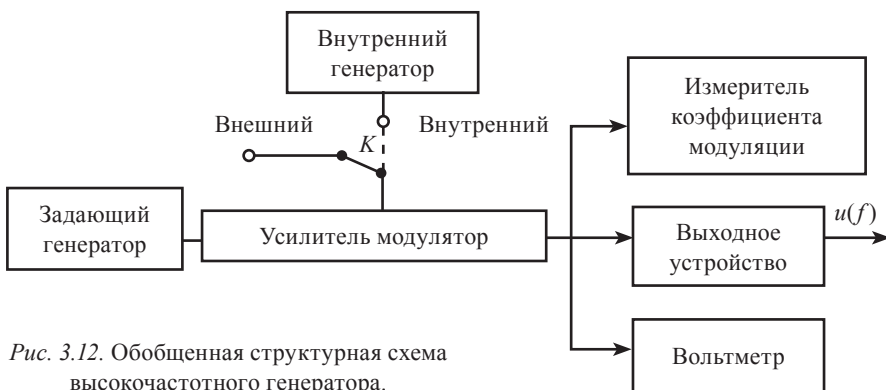 Внутренний
генератор
Измеритель
коэффициента
модуляции
Внешний
К
Внутренний
Задающий
генератор
Усилитель модулятор
Выходное
устройство
u(f)
Вольтметр
Рис. 3.12. Обобщенная структурная схема
высокочастотного генератора.